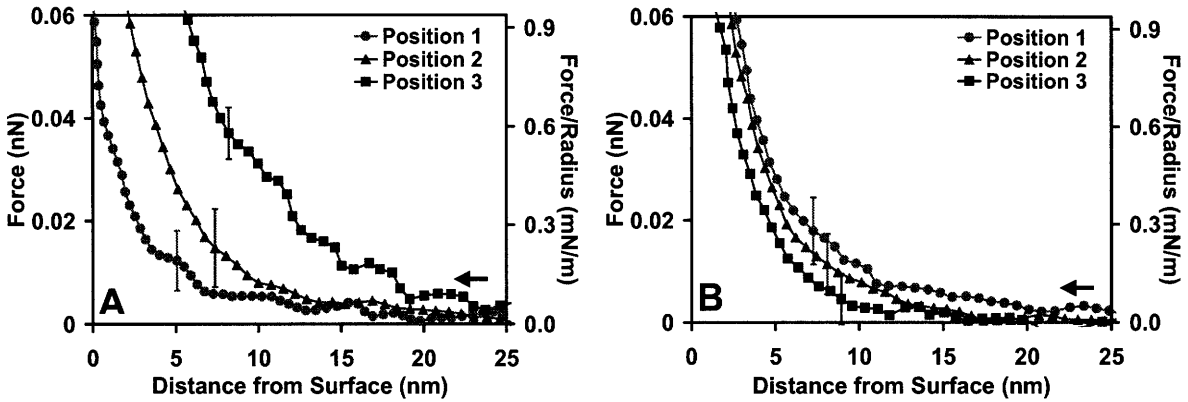 0.06
0.04
0.02
0
Force (nN)
0.9
0.6
0.3
0.0
Force/Radius (mN/m)
Position 1
Position 2
Position 3
A
0 5 10 15 20 25
Distance from Surface (nm)
0.06
0.04
0.02
0
Force (nN)
0.9
0.6
0.3
0.0
Force/Radius (mN/m)
Position 1
Position 2
Position 3
B
0 5 10 15 20 25
Distance from Surface (nm)